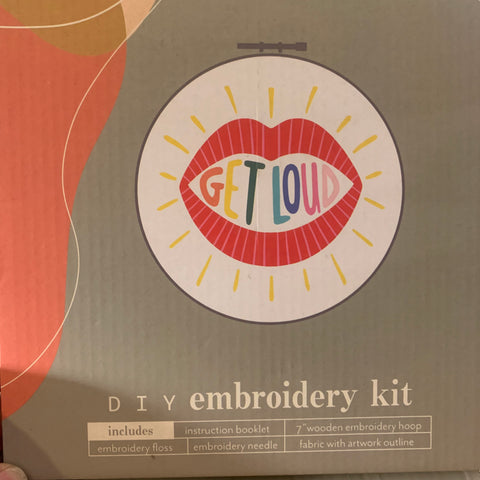 GET LOUD
DIY embroidery kit
includes instruction booklet 7" wooden embroidery hoop
embroidery floss embroidery needle fabric with artwork outline